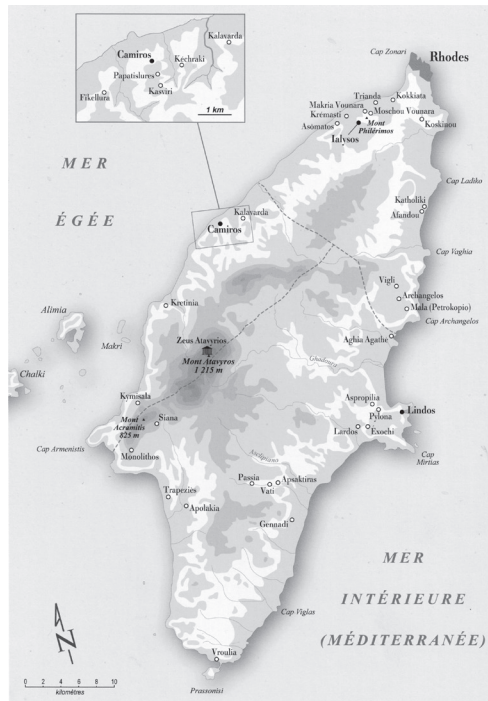 Kalavarda
Camiros
Kechraki
Papatislures
Kasviri
Fikellura
1 km
Cap Zonari
Rhodes
Trianda
Kokkiata
Makria Vounara
Moschou Vounara
Kremasti
Mont
Philérimos
Koskinou
Asomatos
Ialysos
MER
ÉGÉE
Cap Ladiko
Katholiki
Afandou
Kalavarda
Camiros
Cap Vaghia
Vigli
Archangelos
Mala (Petrokopio)
Cap Archangelos
Kretinia
Alimia
Makri
Zeus Atavyrios
Mont Atavyros
1 215 m
Aghia Agathe
Ghadoura
Chalki
Kymisala
Aspropilia
Mont
Acramitis
825 m
Siana
Pylona
Lindos
Lardos
Exochi
Cap Armenistis
Monolithos
Cap
Mirtias
Passia
Vati
Apsaktiras
Trapezies
Apolakia
Gennadi
MER
INTÉRIEURE
(MÉDITERRANÉE)
Cap Viglas
N
Vroulia
0 2 4 6 8 10
kilomètres
Prassonisi